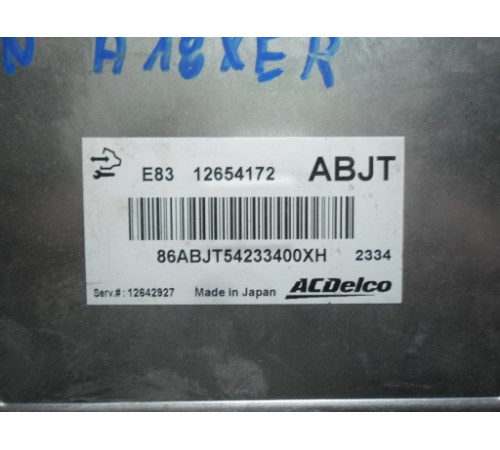 N A18XER
E83 12654172 ABJT
86ABJT54233400XH 2334
Serv.#: 12642927 Made in Japan ACDelco